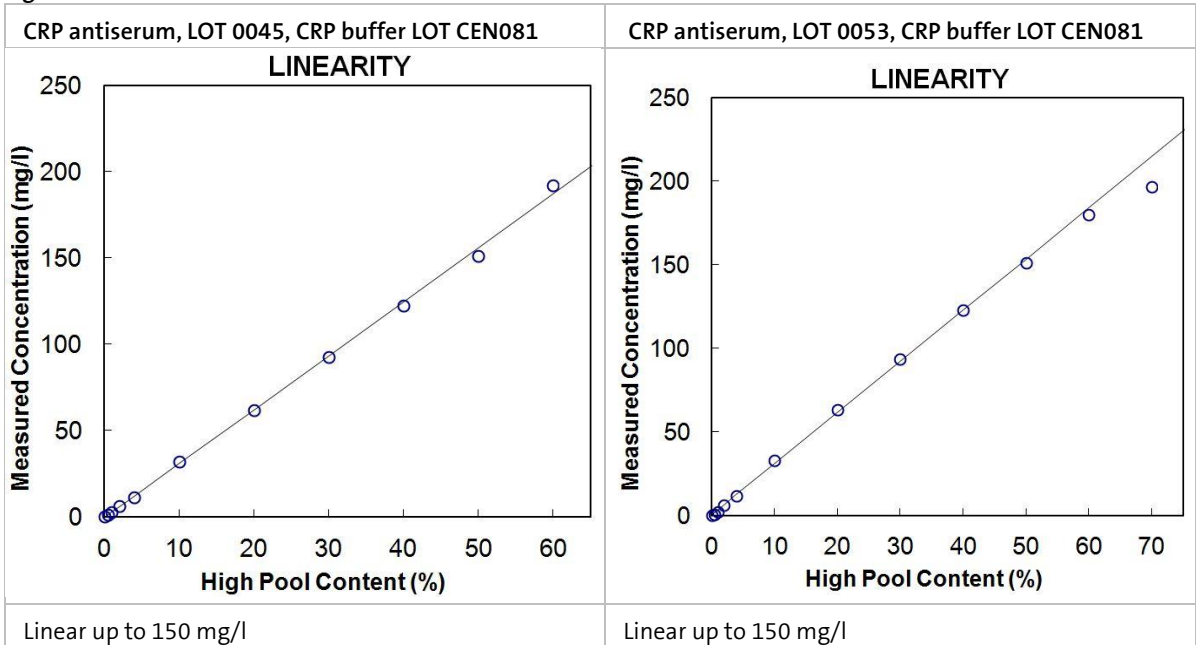 CRP antiserum, LOT 0045, CRP buffer LOT CEN081
LINEARITY
Measured Concentration (mg/l)
250
200
150
100
50
0
0 10 20 30 40 50 60
High Pool Content (%)
Linear up to 150 mg/l
CRP antiserum, LOT 0053, CRP buffer LOT CEN081
LINEARITY
Measured Concentration (mg/l)
250
200
150
100
50
0
0 10 20 30 40 50 60 70
High Pool Content (%)
Linear up to 150 mg/l